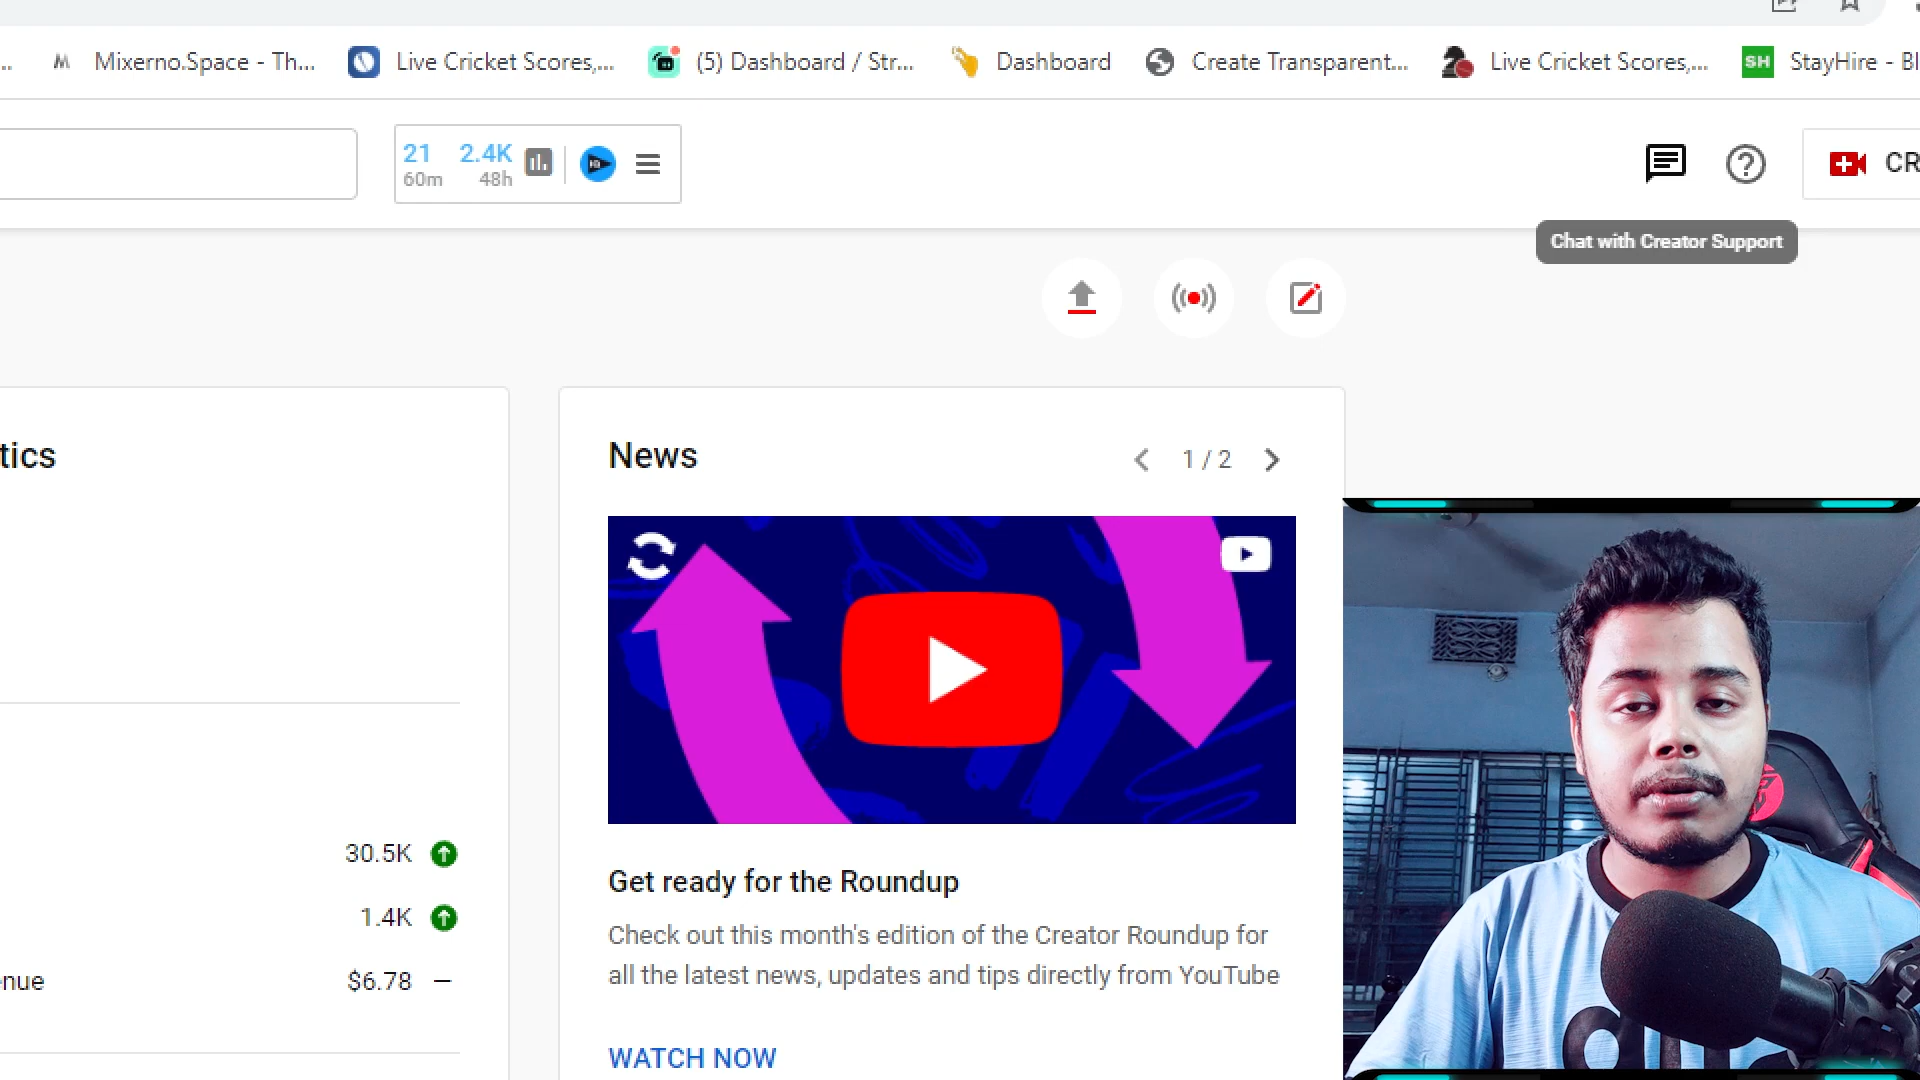 Mixerno.Space - Th...
Live Cricket Scores,...
(5) Dashboard / Str...
Dashboard
Create Transparent...
Live Cricket Scores,...
SH
StayHire - Bl
21
2.4K
60m
48h
CR
Chat with Creator Support
tics
News
1 / 2
Get ready for the Roundup
Check out this month's edition of the Creator Roundup for
all the latest news, updates and tips directly from YouTube
WATCH NOW
30.5K
1.4K
enue
$6.78